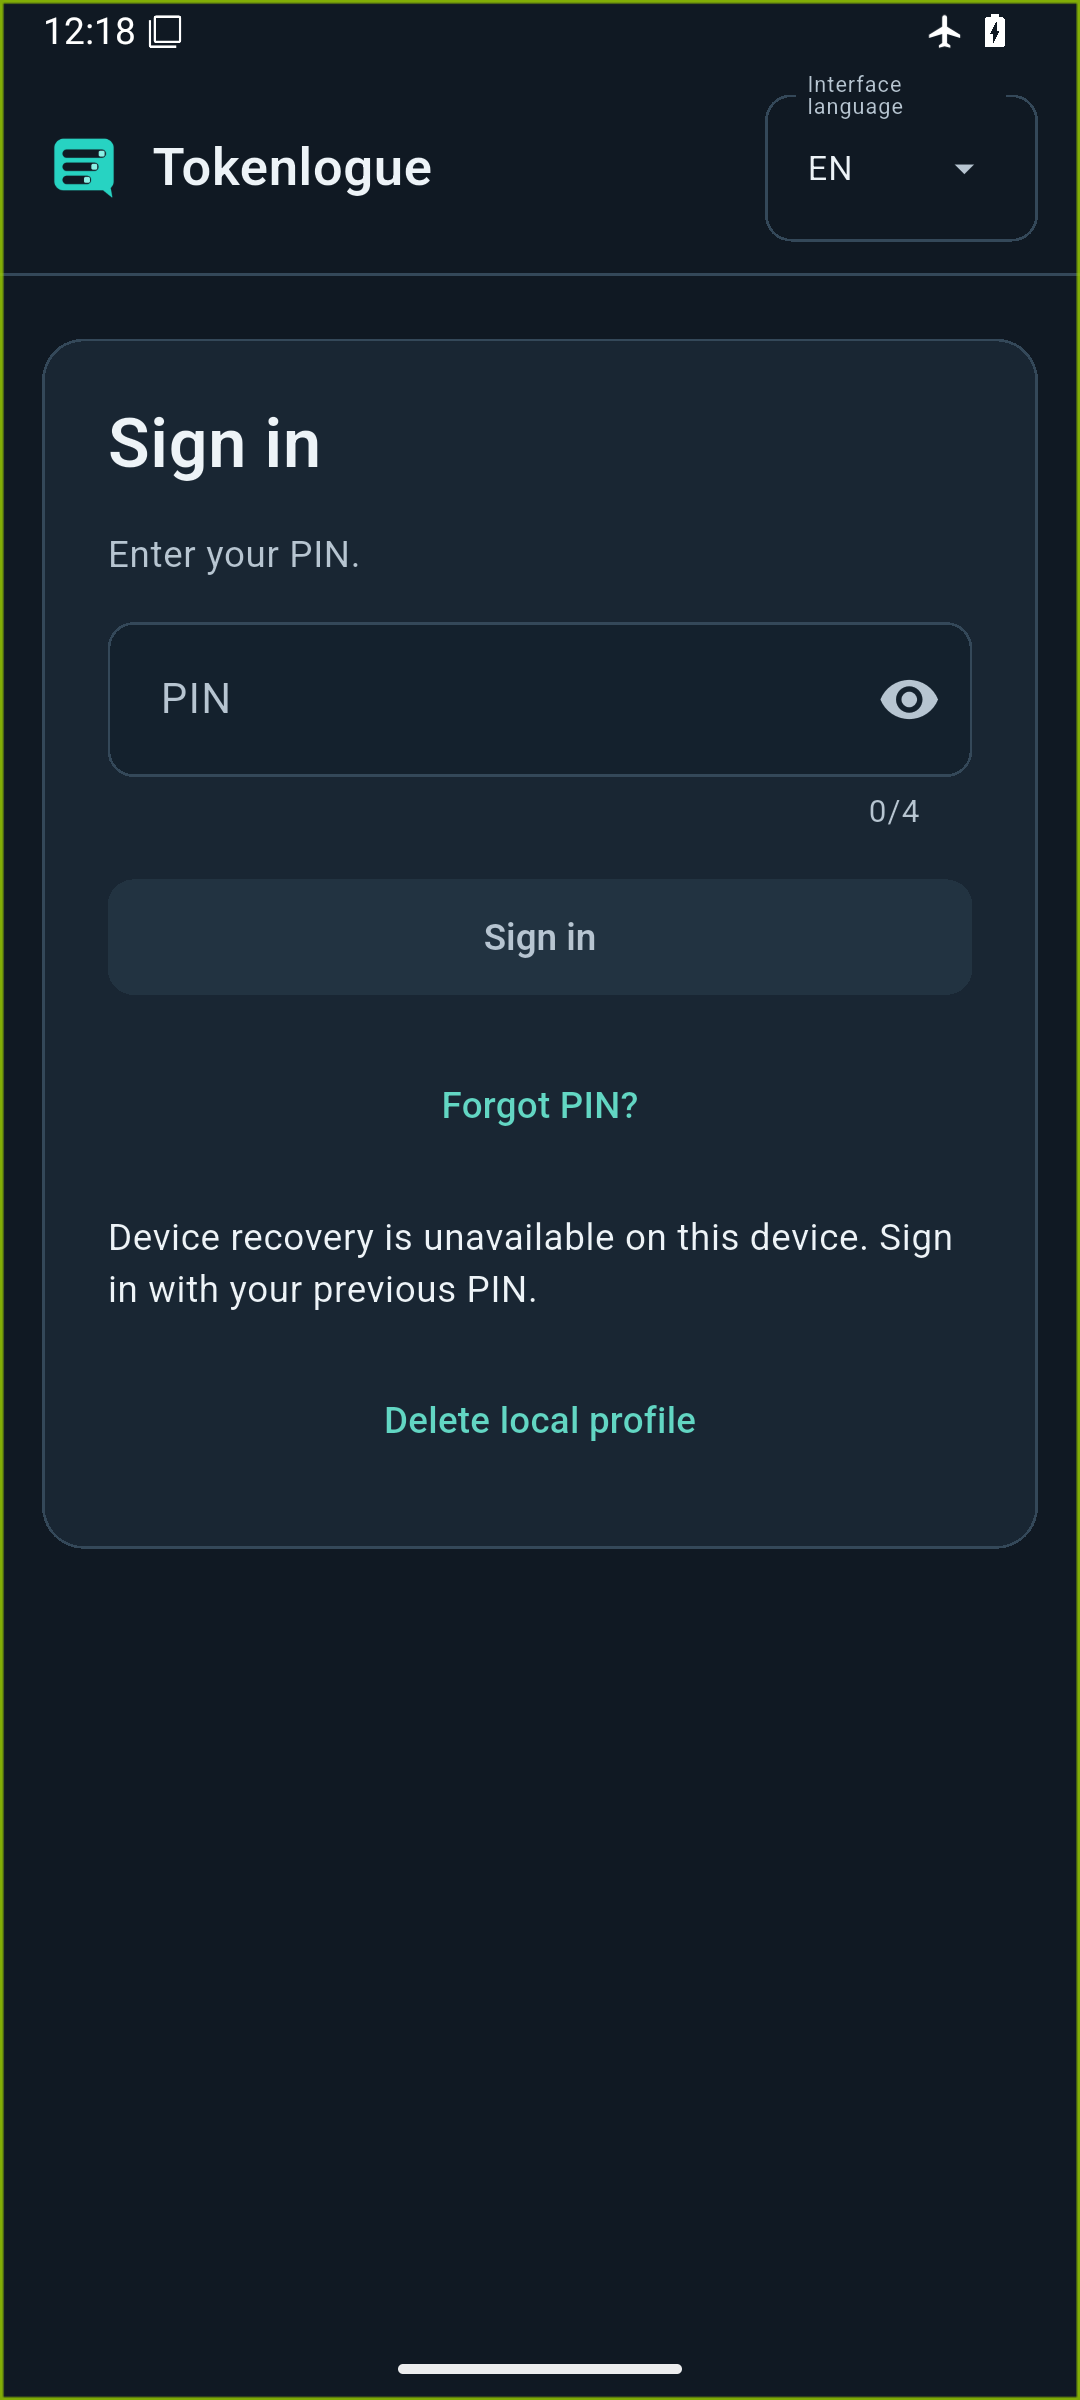 12:18
Interface
language
Tokenlogue
EN
Sign in
Enter your PIN.
PIN
0/4
Sign in
Forgot PIN?
Device recovery is unavailable on this device. Sign
in with your previous PIN.
Delete local profile